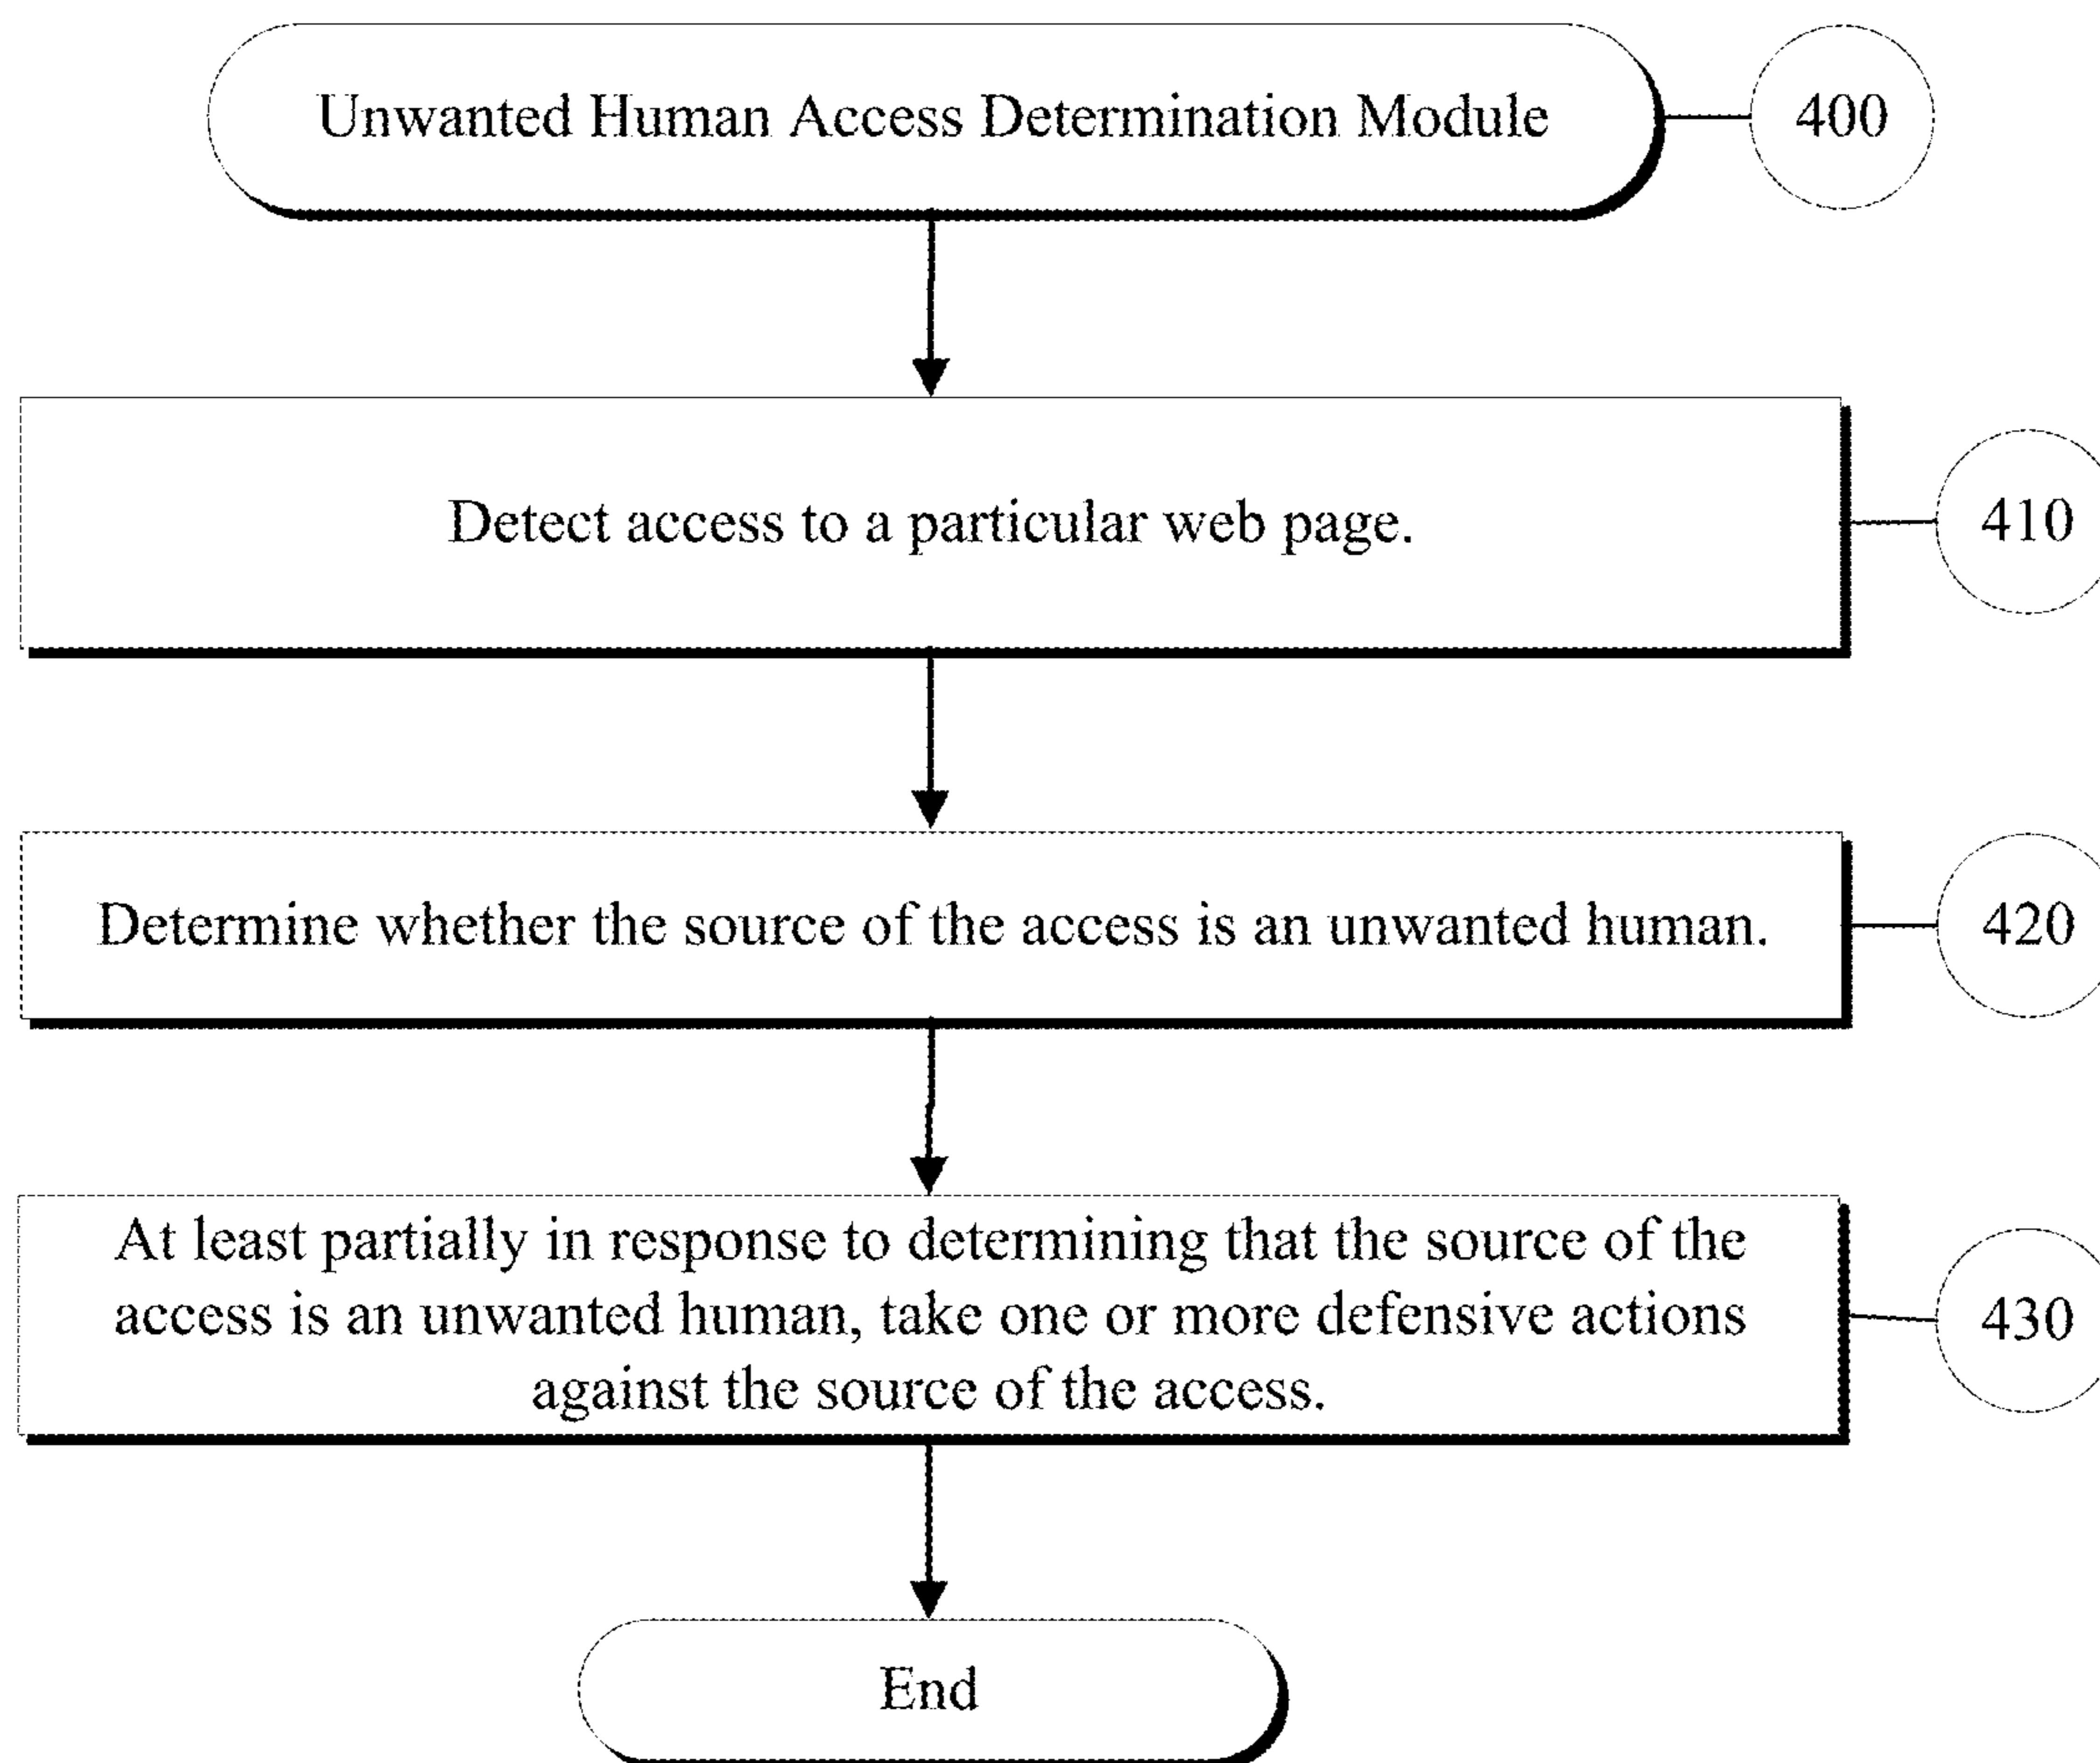 Unwanted Human Access Determination Module
400
Detect access to a particular web page.
410
Determine whether the source of the access is an unwanted human.
420
At least partially in response to determining that the source of the
access is an unwanted human, take one or more defensive actions
against the source of the access.
430
End